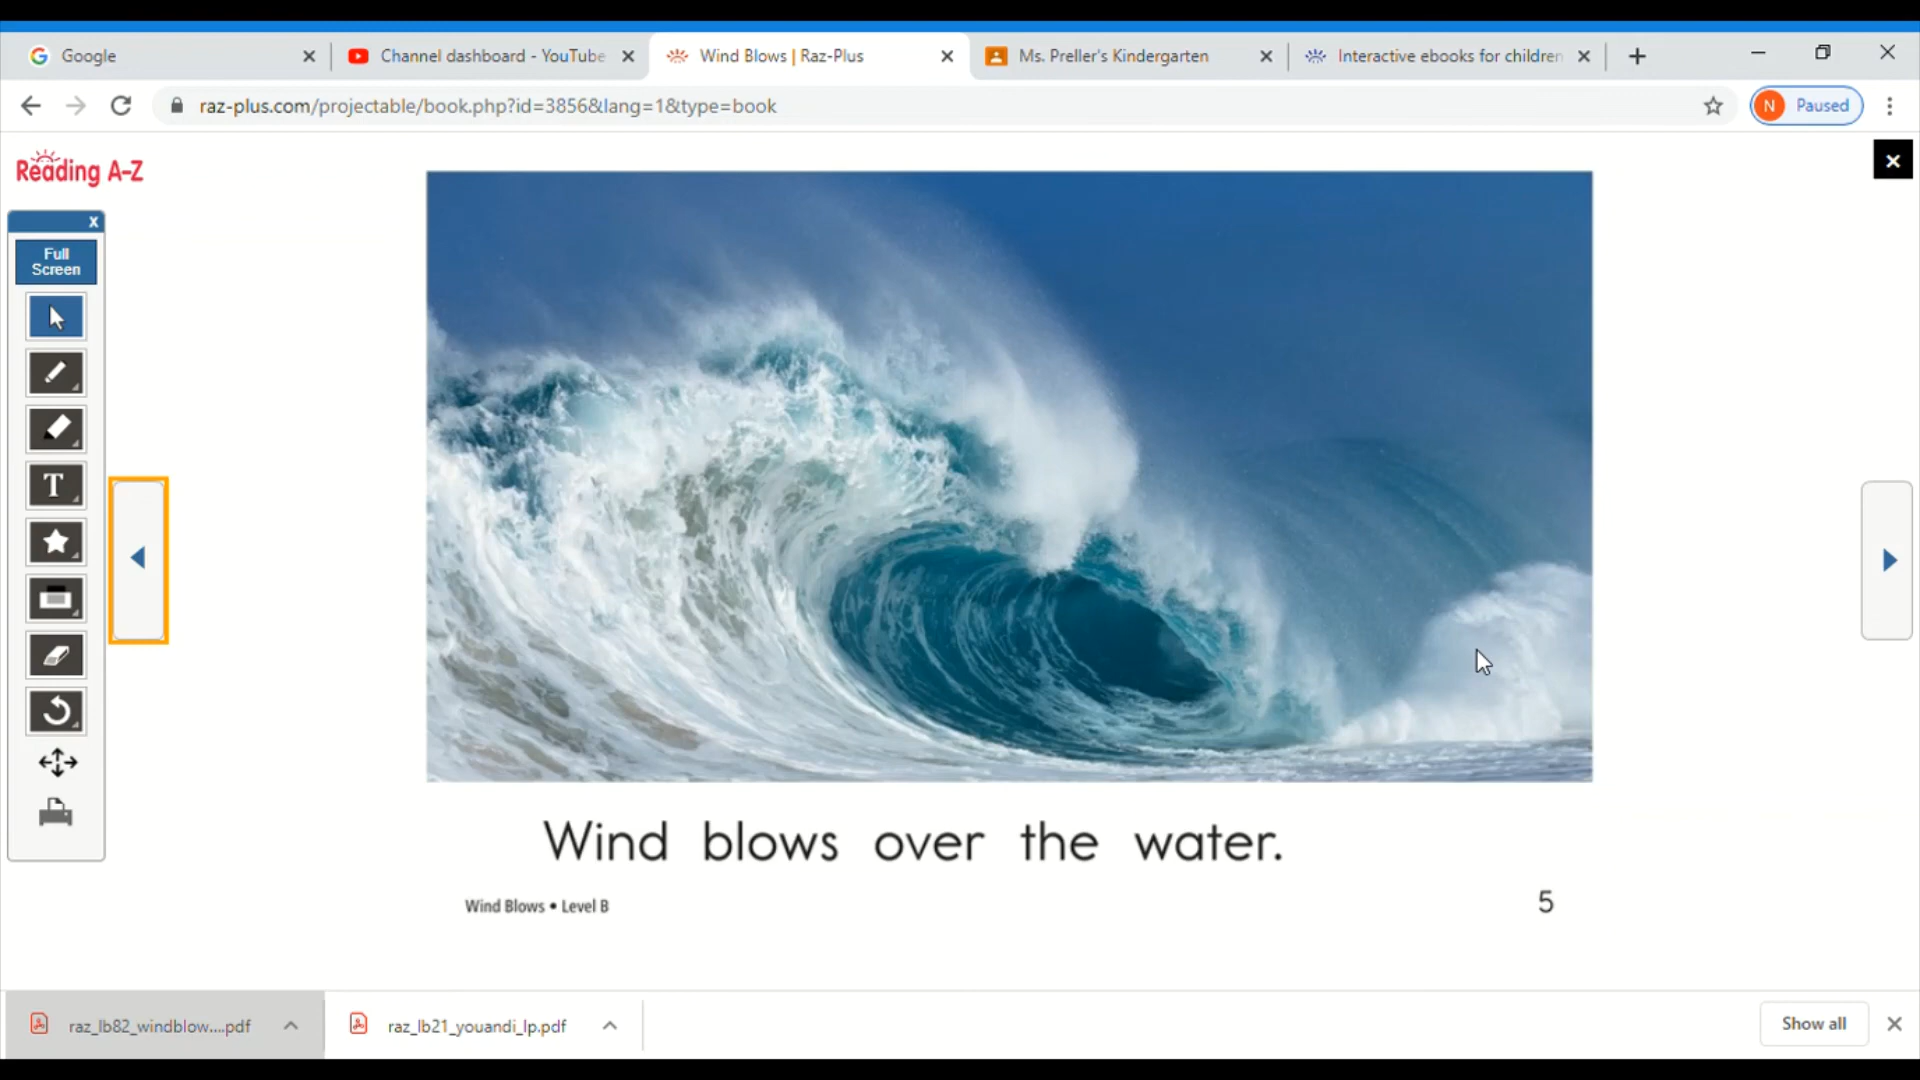 Google
Channel dashboard - YouTube
Wind Blows | Raz-Plus
Ms. Preller's Kindergarten
Interactive ebooks for children
raz-plus.com/projectable/book.php?id=3856&lang=1&type=book
N Paused
Reading A-Z
x
Full
Screen
T
Wind blows over the water.
Wind Blows • Level B
5
raz_lb82_windblow....pdf
raz_lb21_youandi_lp.pdf
Show all